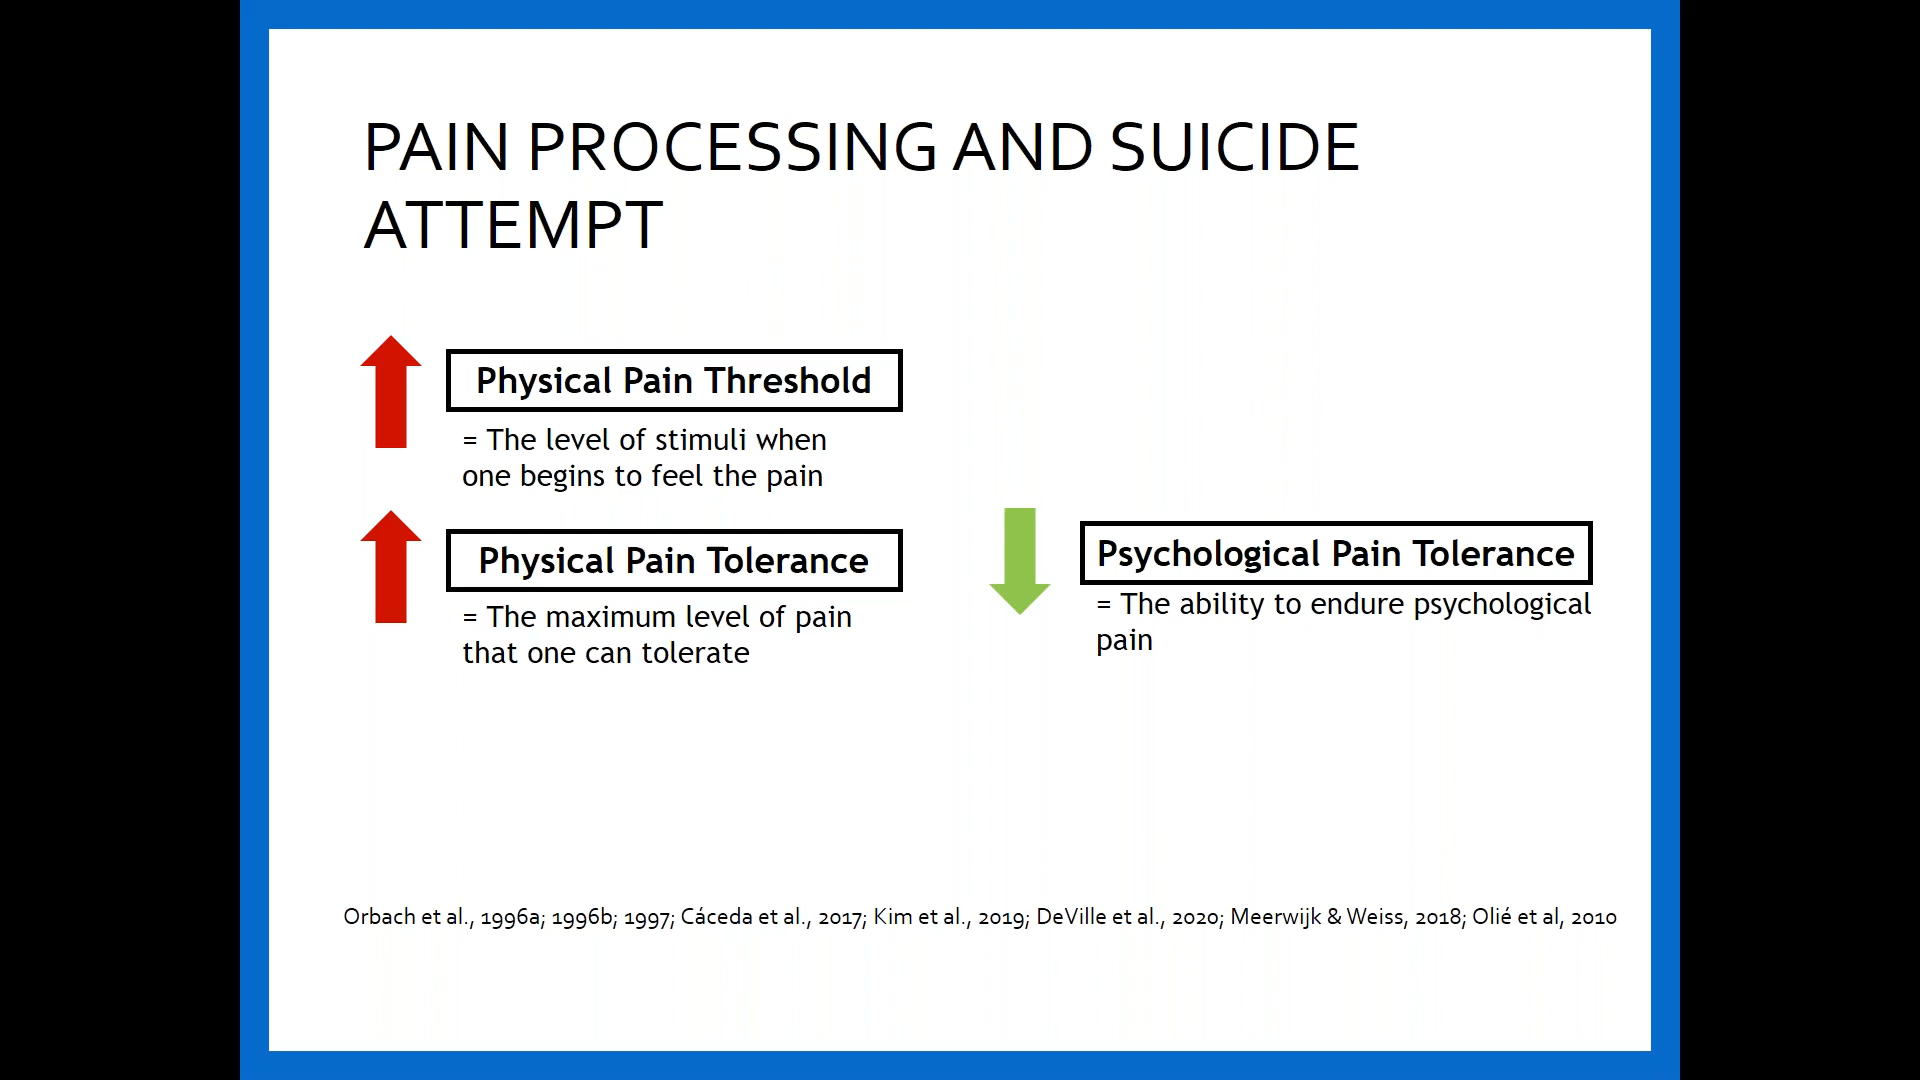 PAIN PROCESSING AND SUICIDE
ATTEMPT
Physical Pain Threshold
= The level of stimuli when
one begins to feel the pain
Physical Pain Tolerance
= The maximum level of pain
that one can tolerate
Psychological Pain Tolerance
= The ability to endure psychological
pain
Orbach et al., 1996a; 1996b; 1997; Cáceda et al., 2017; Kim et al., 2019; DeVille et al., 2020; Meerwijk & Weiss, 2018; Olié et al, 2010